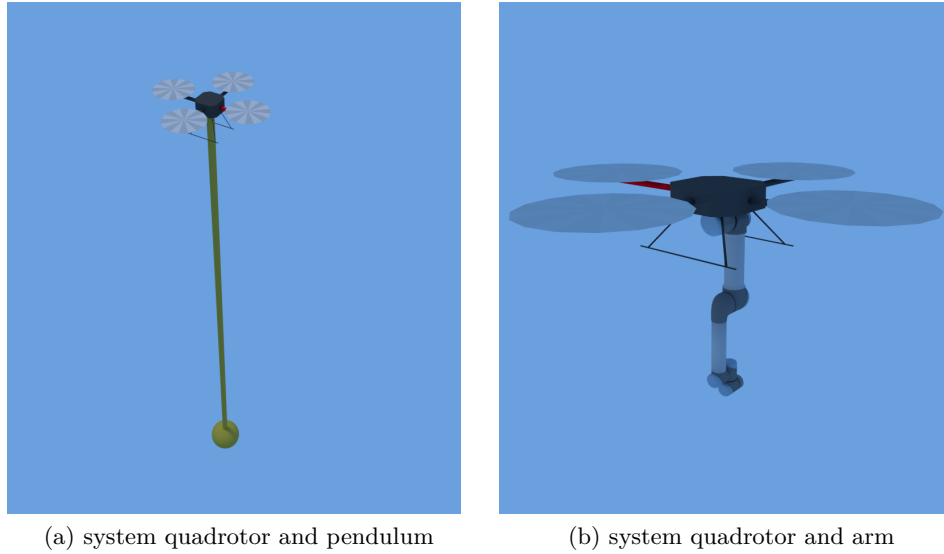 (a) system quadrotor and pendulum
(b) system quadrotor and arm